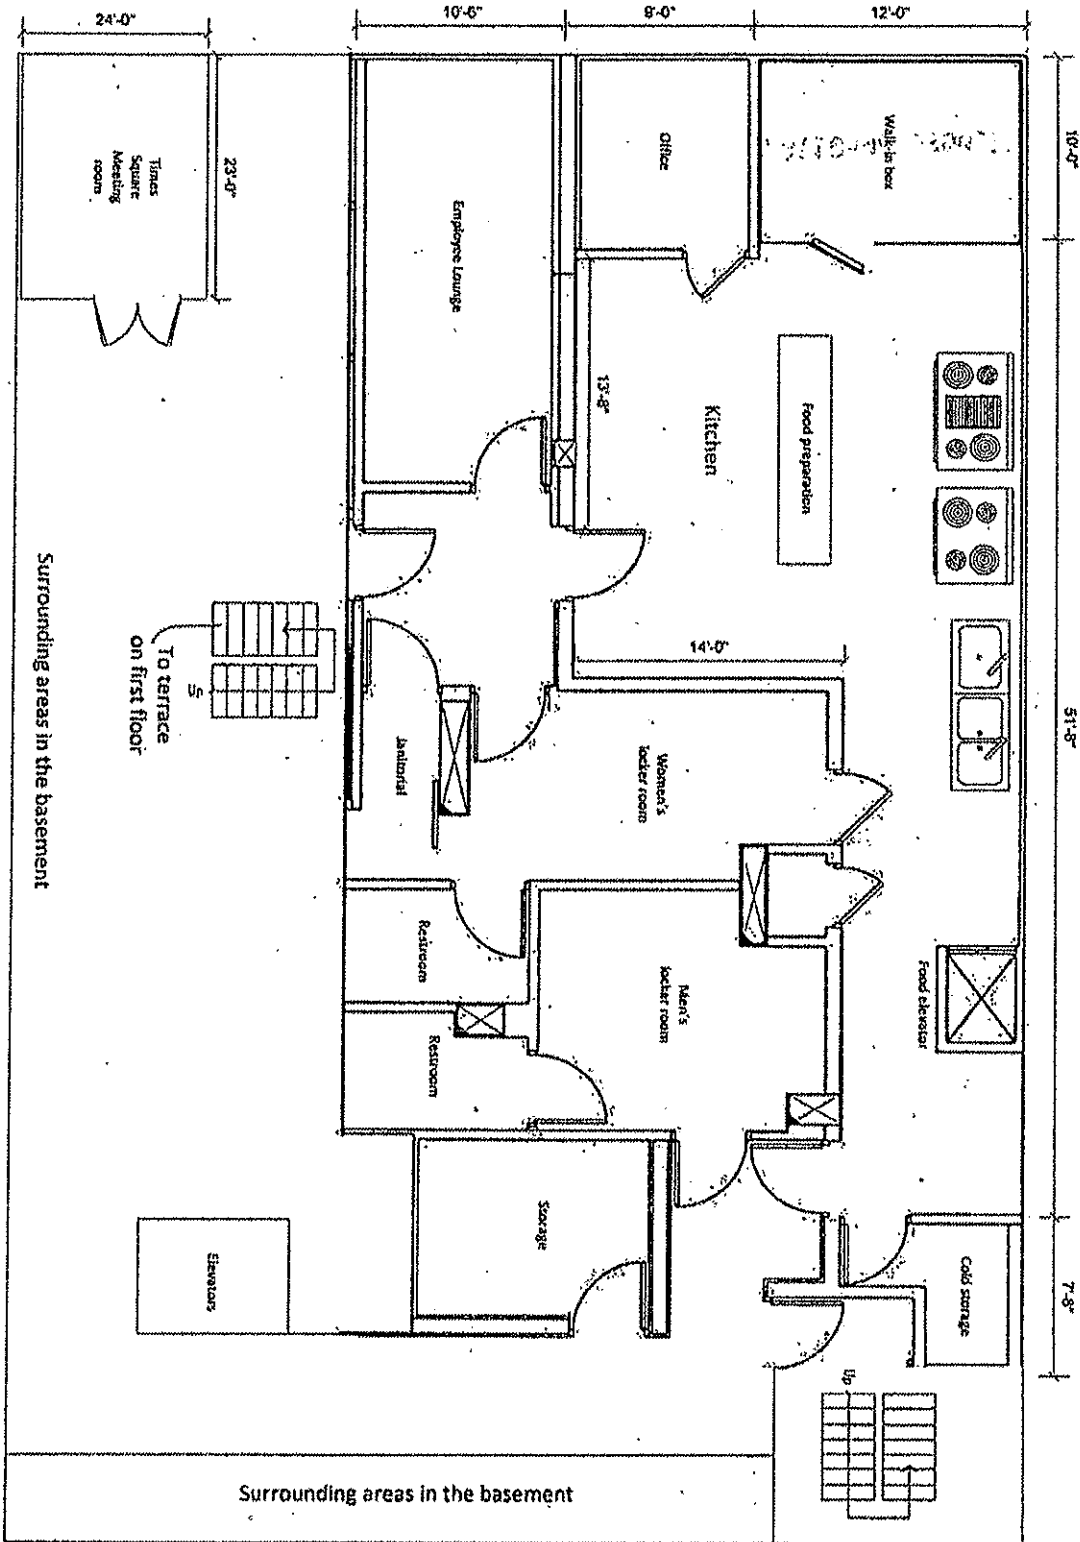 24'-0"
10'-6"
9'-0"
12'-0"
10'-0"
51'-8"
7'-8"
23'-0"
Times
Square
Meeting
room
Office
Walk-in box
Employee Lounge
13'-8"
Kitchen
Food preparation
14'-0"
To terrace
on first floor
Up
Janitorial
Women's
locker room
Restroom
Men's
locker room
Restroom
Food elevator
Storage
Elevators
Cold storage
Up
Surrounding areas in the basement
Surrounding areas in the basement